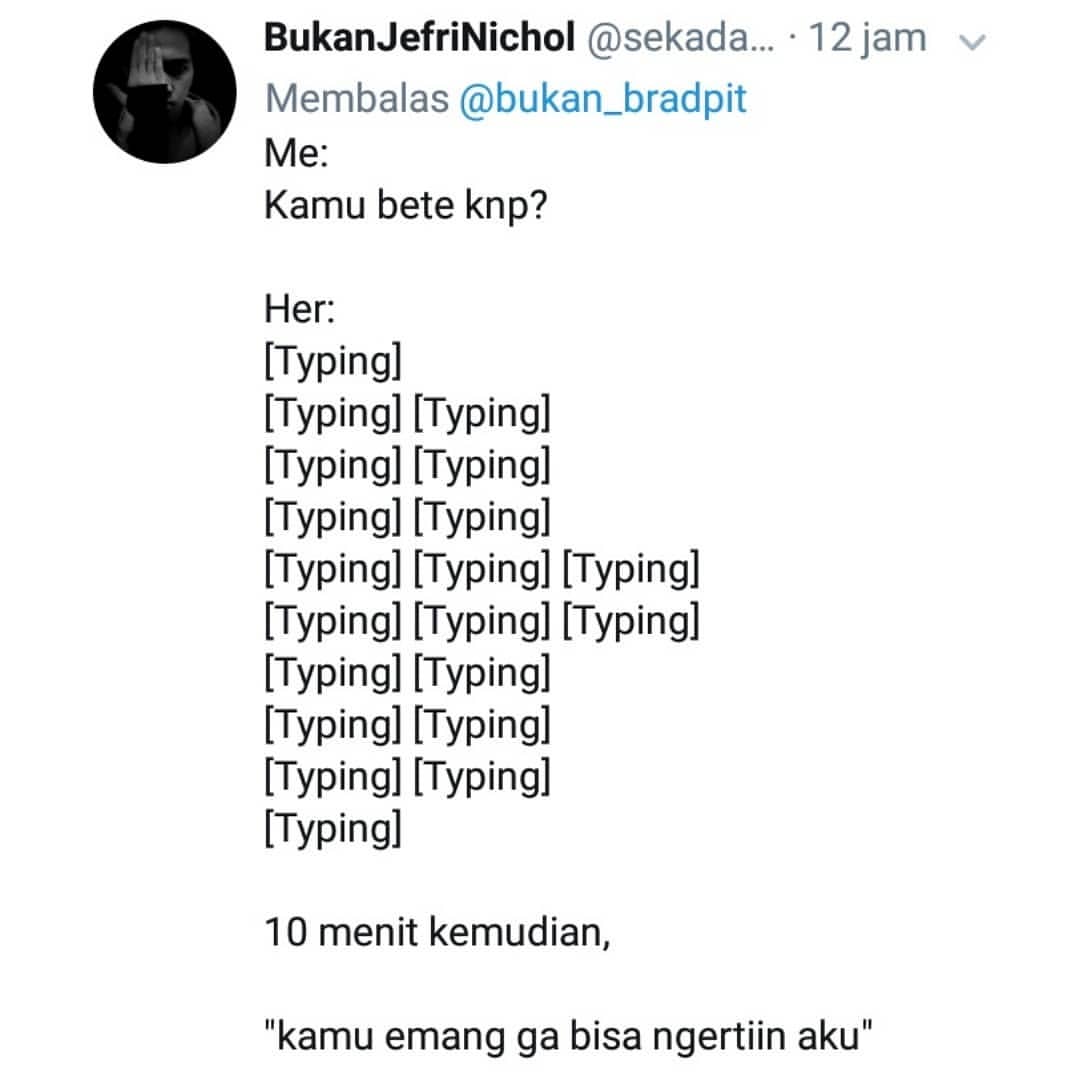 BukanJefriNichol @sekada... · 12 jam
Membalas @bukan_bradpit
Me:
Kamu bete knp?
Her:
[Typing]
[Typing] [Typing]
[Typing] [Typing]
[Typing] [Typing]
[Typing] [Typing] [Typing]
[Typing] [Typing] [Typing]
[Typing] [Typing]
[Typing] [Typing]
[Typing] [Typing]
[Typing]
10 menit kemudian,
"kamu emang ga bisa ngertiin aku"